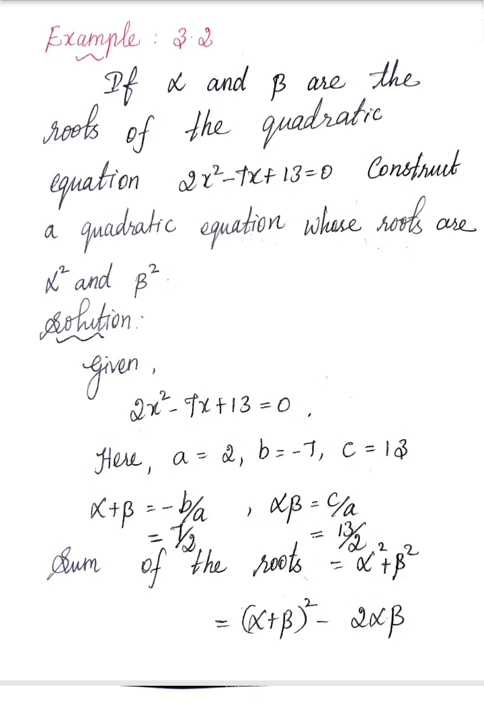 Example : 3.2
If α and β are the
roots of the quadratic
equation 2x²-7x+13=0 Construct
a quadratic equation whose roots are
α² and β².
Solution:
Given,
2x²-7x+13=0.
Here, a = 2, b = -7, c = 13
α+β = -b/a , αβ = c/a
= 7/2 = 13/2
Sum of the roots = α²+β²
= (α+β)² - 2αβ